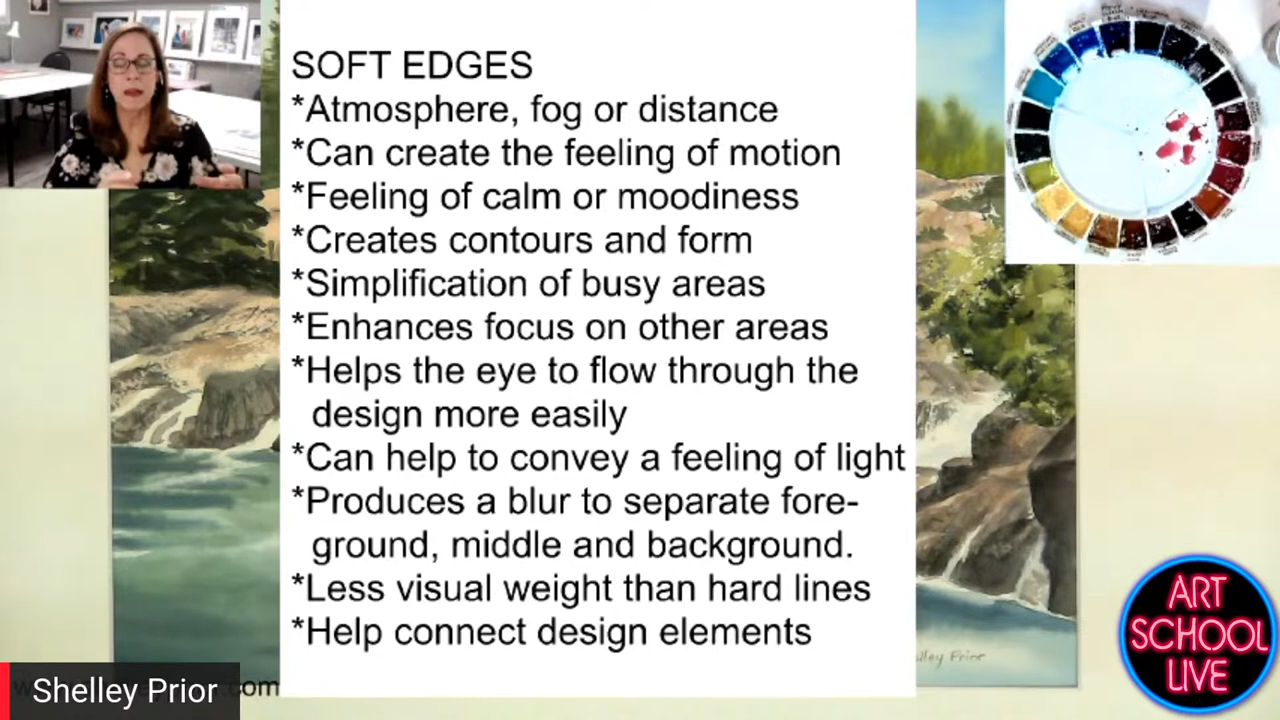 SOFT EDGES
*Atmosphere, fog or distance
*Can create the feeling of motion
*Feeling of calm or moodiness
*Creates contours and form
*Simplification of busy areas
*Enhances focus on other areas
*Helps the eye to flow through the
design more easily
*Can help to convey a feeling of light
*Produces a blur to separate fore-
ground, middle and background.
*Less visual weight than hard lines
*Help connect design elements
Prior
Shelley Prior
.com
ART
SCHOOL
LIVE